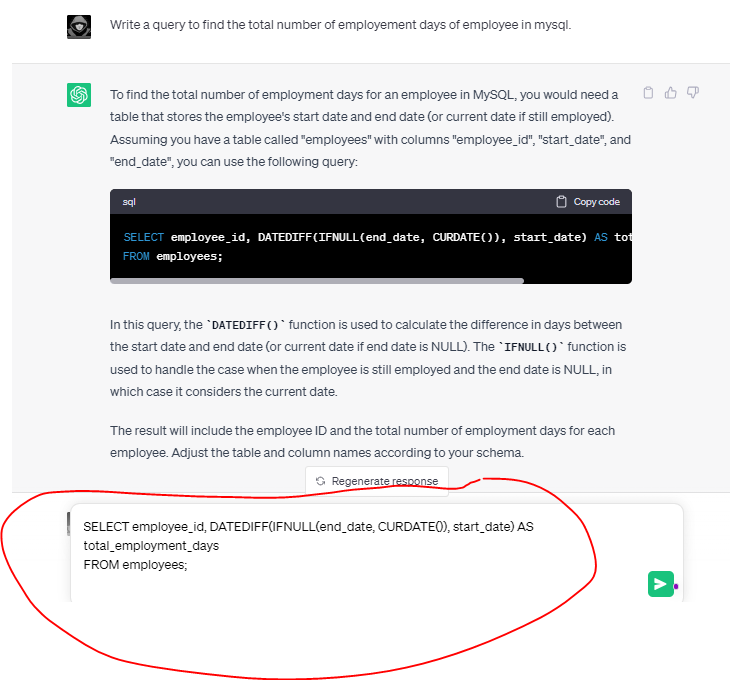 Write a query to find the total number of employement days of employee in mysql.
To find the total number of employment days for an employee in MySQL, you would need a
table that stores the employee's start date and end date (or current date if still employed).
Assuming you have a table called "employees" with columns "employee_id", "start_date", and
"end_date", you can use the following query:
sql Copy code
SELECT employee_id, DATEDIFF(IFNULL(end_date, CURDATE()), start_date) AS tot
FROM employees;
In this query, the `DATEDIFF()` function is used to calculate the difference in days between
the start date and end date (or current date if end date is NULL). The `IFNULL()` function is
used to handle the case when the employee is still employed and the end date is NULL, in
which case it considers the current date.
The result will include the employee ID and the total number of employment days for each
employee. Adjust the table and column names according to your schema.
Regenerate response
SELECT employee_id, DATEDIFF(IFNULL(end_date, CURDATE()), start_date) AS
total_employment_days
FROM employees;